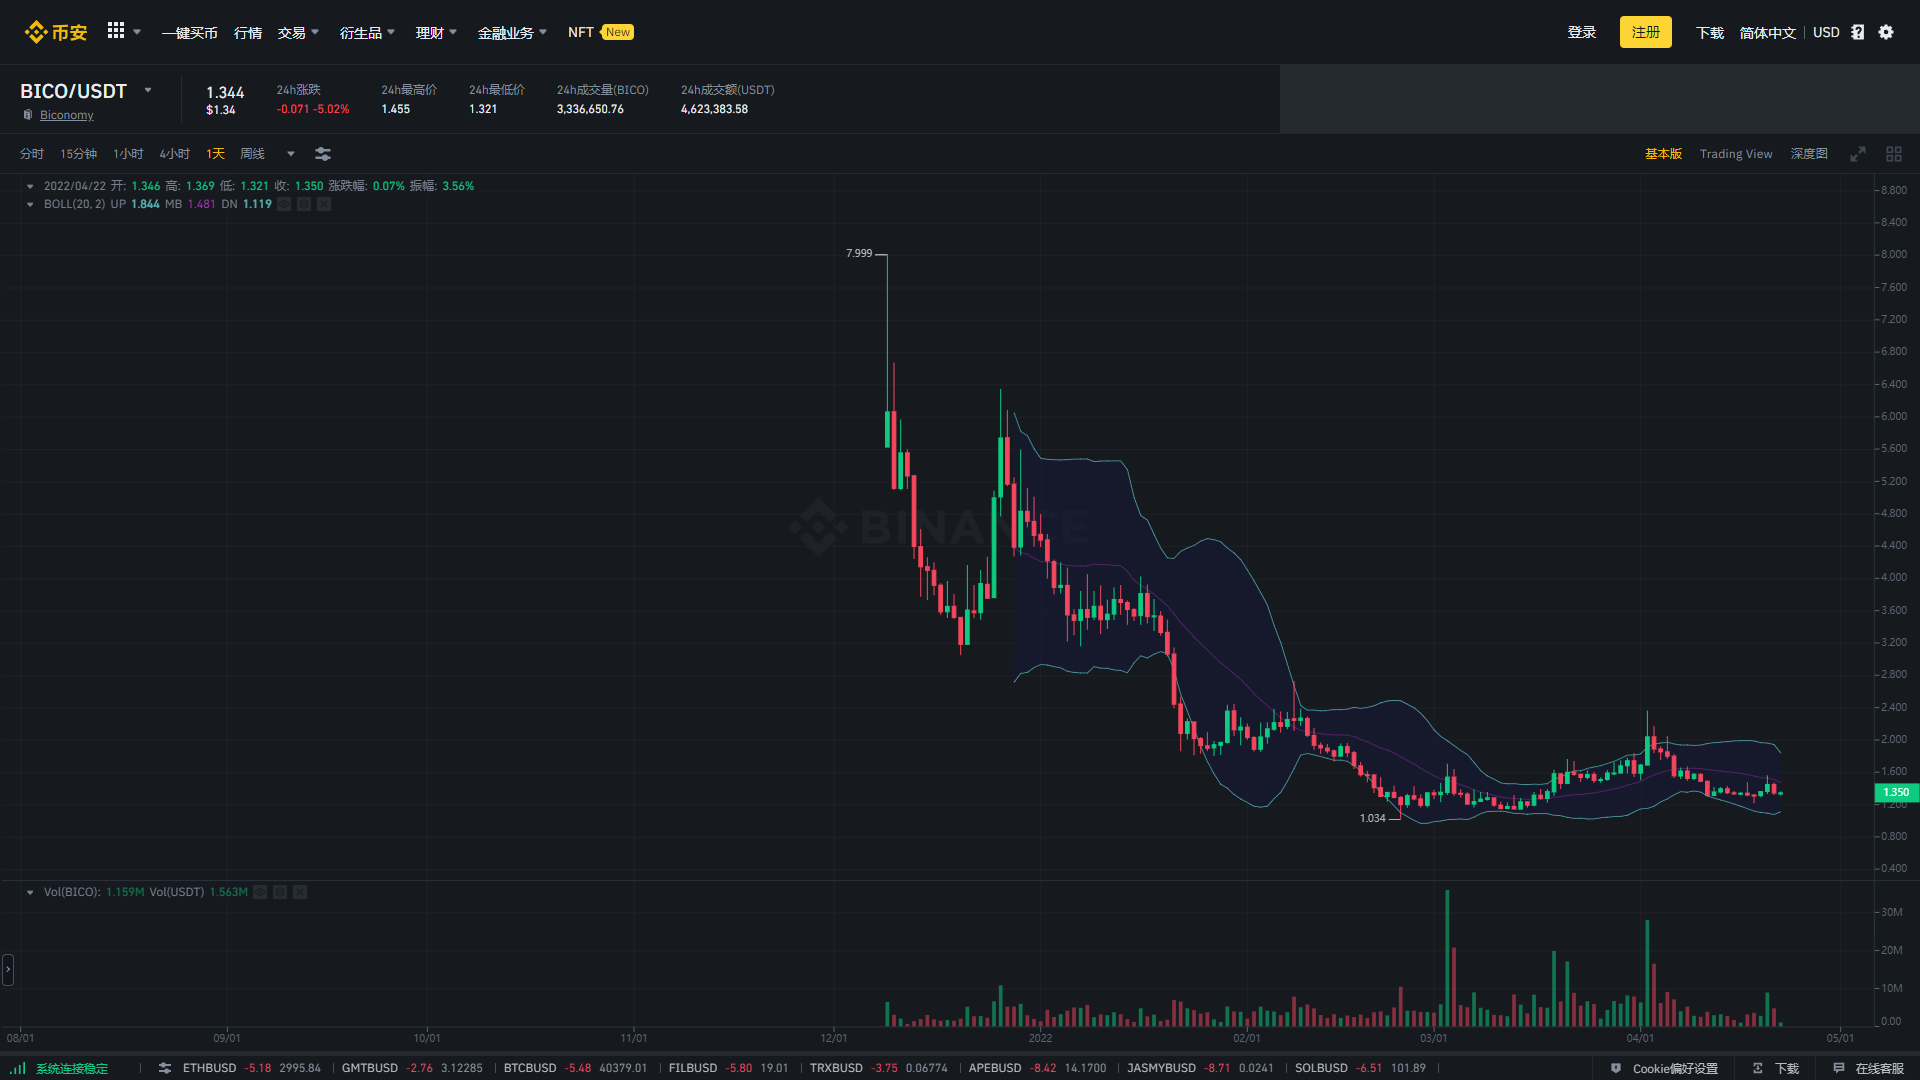 币安 一键买币 行情 交易 衍生品 理财 金融业务 NFT New 登录 注册 下载 简体中文 USD
BICO/USDT
Biconomy
1.344
$1.34
24h涨跌
-0.071 -5.02%
24h最高价
1.455
24h最低价
1.321
24h成交量(BICO)
3,336,650.76
24h成交额(USDT)
4,623,383.58
分时 15分钟 1小时 4小时 1天 周线 基本版 Trading View 深度图
2022/04/22 开: 1.346 高: 1.369 低: 1.321 收: 1.350 涨跌幅: 0.07% 振幅: 3.56%
BOLL(20, 2) UP 1.844 MB 1.481 DN 1.119
8.800
8.400
8.000
7.600
7.200
6.800
6.400
6.000
5.600
5.200
4.800
4.400
4.000
3.600
3.200
2.800
2.400
2.000
1.600
1.350
1.200
0.800
0.400
7.999
BINANCE
1.034
Vol(BICO): 1.159M Vol(USDT) 1.563M
30M
20M
10M
0.00
08/01 09/01 10/01 11/01 12/01 2022 02/01 03/01 04/01 05/01
系统连接稳定 ETHBUSD -5.18 2995.84 GMTBUSD -2.76 3.12285 BTCBUSD -5.48 40379.01 FILBUSD -5.80 19.01 TRXBUSD -3.75 0.06774 APEBUSD -8.42 14.1700 JASMYBUSD -8.71 0.0241 SOLBUSD -6.51 101.89 Cookie偏好设置 下载 在线客服